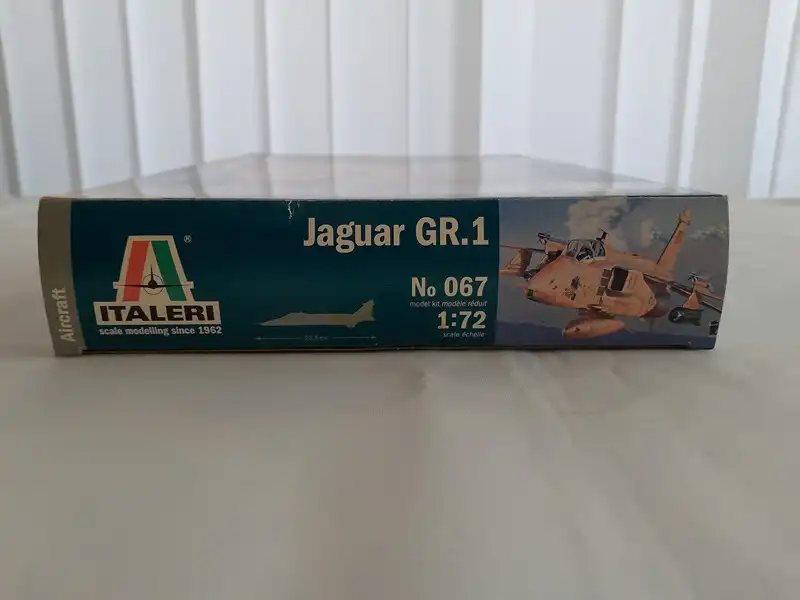 Aircraft
®
ITALERI
scale modelling since 1962
Jaguar GR.1
No 067
model kit modèle réduit
1:72
scale échelle